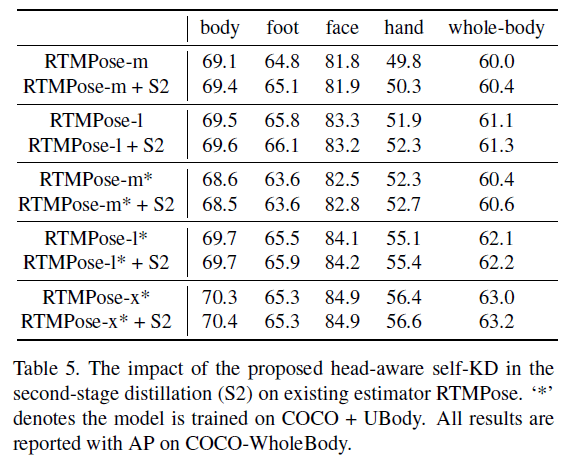 body foot face hand whole-body
RTMPose-m 69.1 64.8 81.8 49.8 60.0
RTMPose-m + S2 69.4 65.1 81.9 50.3 60.4
RTMPose-l 69.5 65.8 83.3 51.9 61.1
RTMPose-l + S2 69.6 66.1 83.2 52.3 61.3
RTMPose-m* 68.6 63.6 82.5 52.3 60.4
RTMPose-m* + S2 68.5 63.6 82.8 52.7 60.6
RTMPose-l* 69.7 65.5 84.1 55.1 62.1
RTMPose-l* + S2 69.7 65.9 84.2 55.4 62.2
RTMPose-x* 70.3 65.3 84.9 56.4 63.0
RTMPose-x* + S2 70.4 65.3 84.9 56.6 63.2
Table 5. The impact of the proposed head-aware self-KD in the
second-stage distillation (S2) on existing estimator RTMPose. ‘*’
denotes the model is trained on COCO + UBody. All results are
reported with AP on COCO-WholeBody.